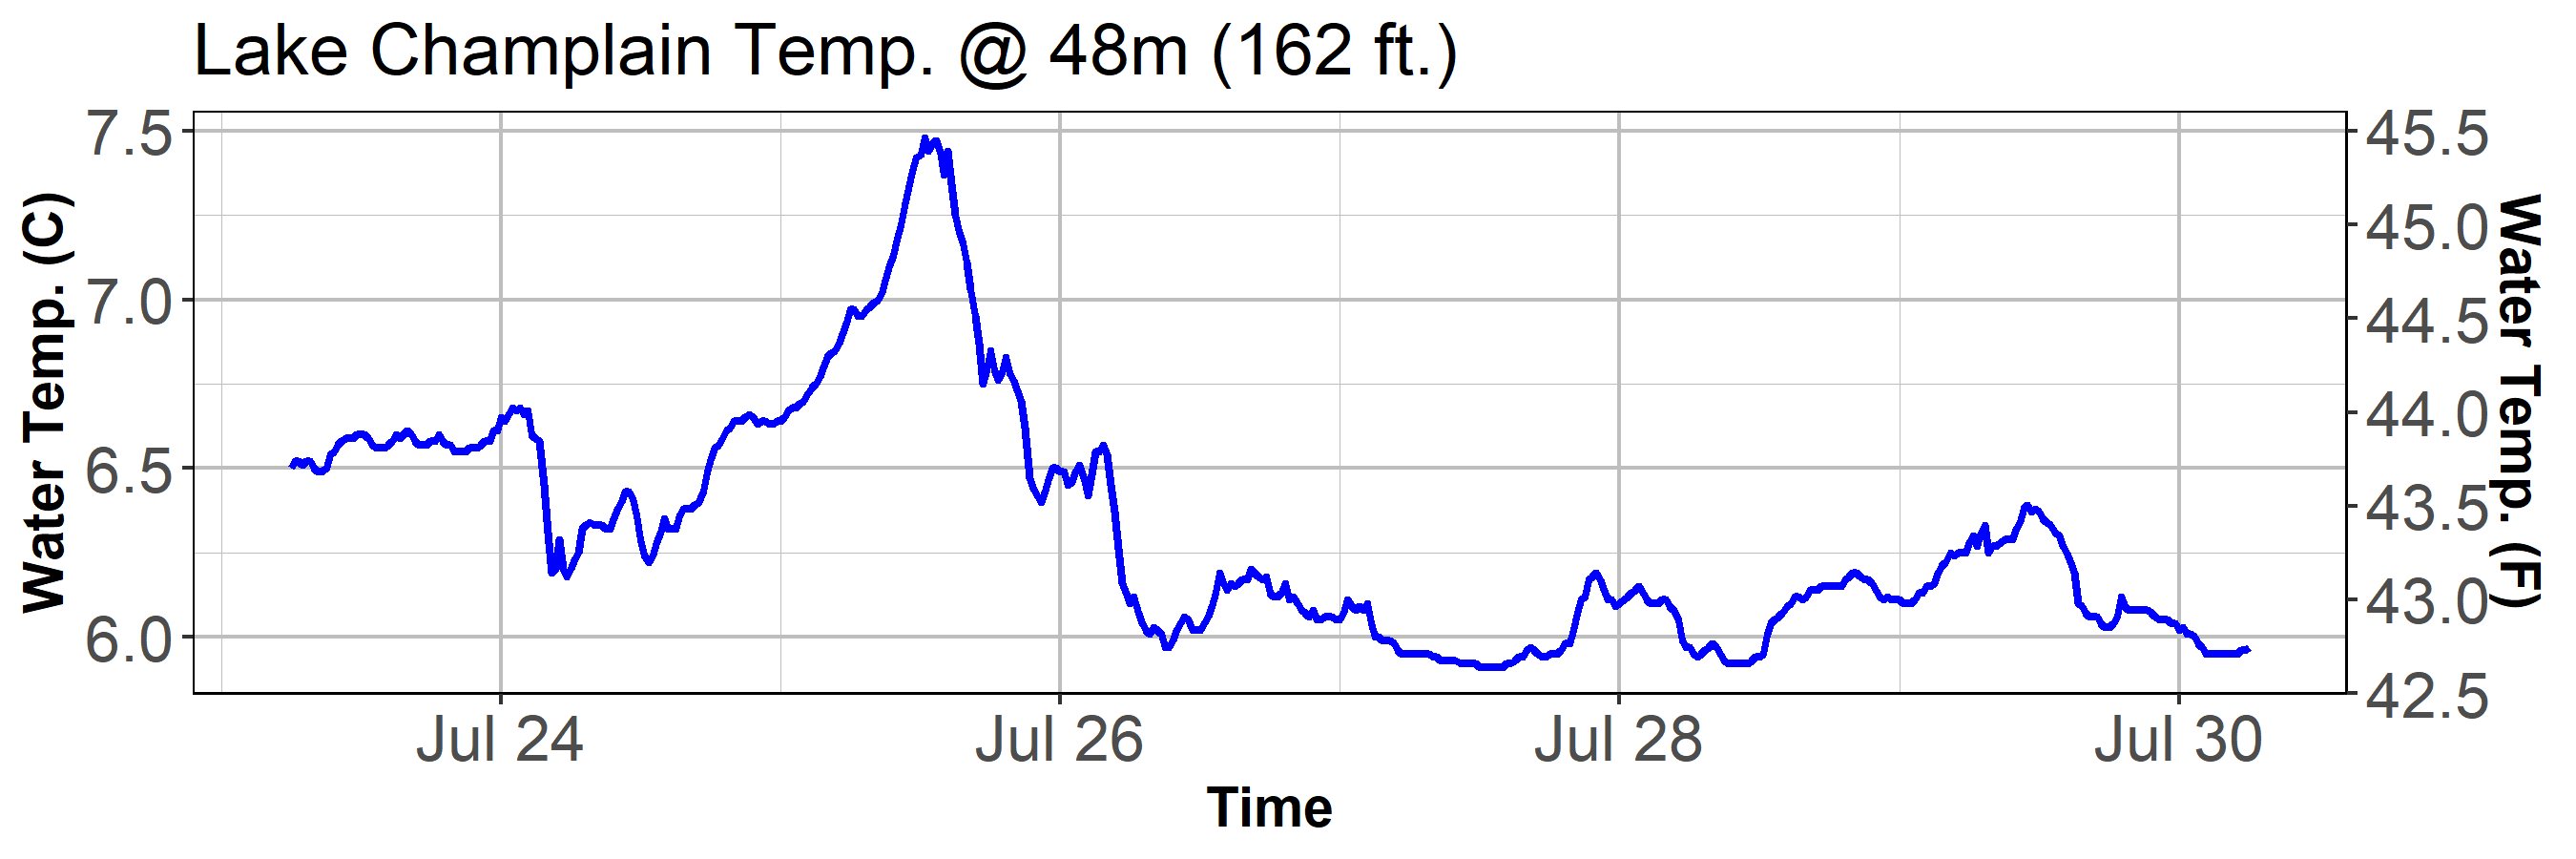 Lake Champlain Temp. @ 48m (162 ft.)
Water Temp. (C)
7.5
7.0
6.5
6.0
45.5
45.0
44.5
44.0
43.5
43.0
42.5
Water Temp. (F)
Jul 24 Jul 26 Jul 28 Jul 30
Time